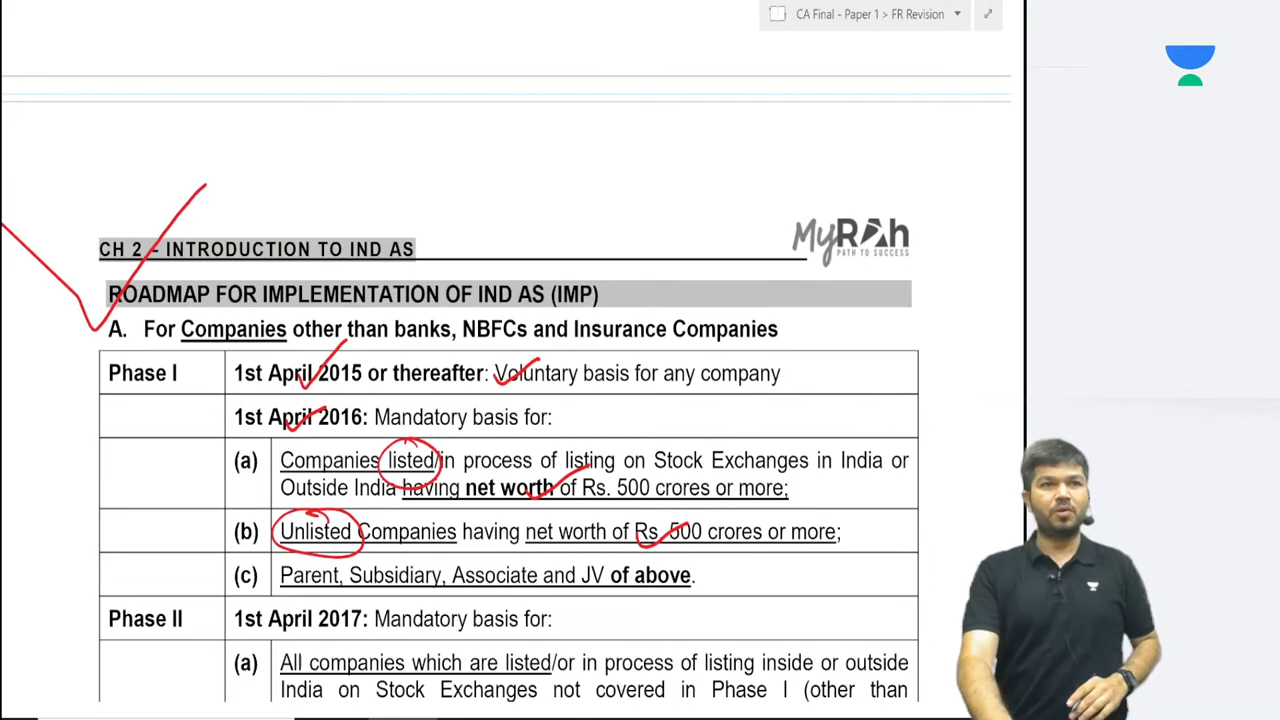 CA Final - Paper 1 > FR Revision
MyRAh
PATH TO SUCCESS
CH 2 – INTRODUCTION TO IND AS
ROADMAP FOR IMPLEMENTATION OF IND AS (IMP)
A. For Companies other than banks, NBFCs and Insurance Companies
Phase I 1st April 2015 or thereafter: Voluntary basis for any company
1st April 2016: Mandatory basis for:
(a) Companies listed/in process of listing on Stock Exchanges in India or
Outside India having net worth of Rs. 500 crores or more;
(b) Unlisted Companies having net worth of Rs. 500 crores or more;
(c) Parent, Subsidiary, Associate and JV of above.
Phase II 1st April 2017: Mandatory basis for:
(a) All companies which are listed/or in process of listing inside or outside
India on Stock Exchanges not covered in Phase I (other than